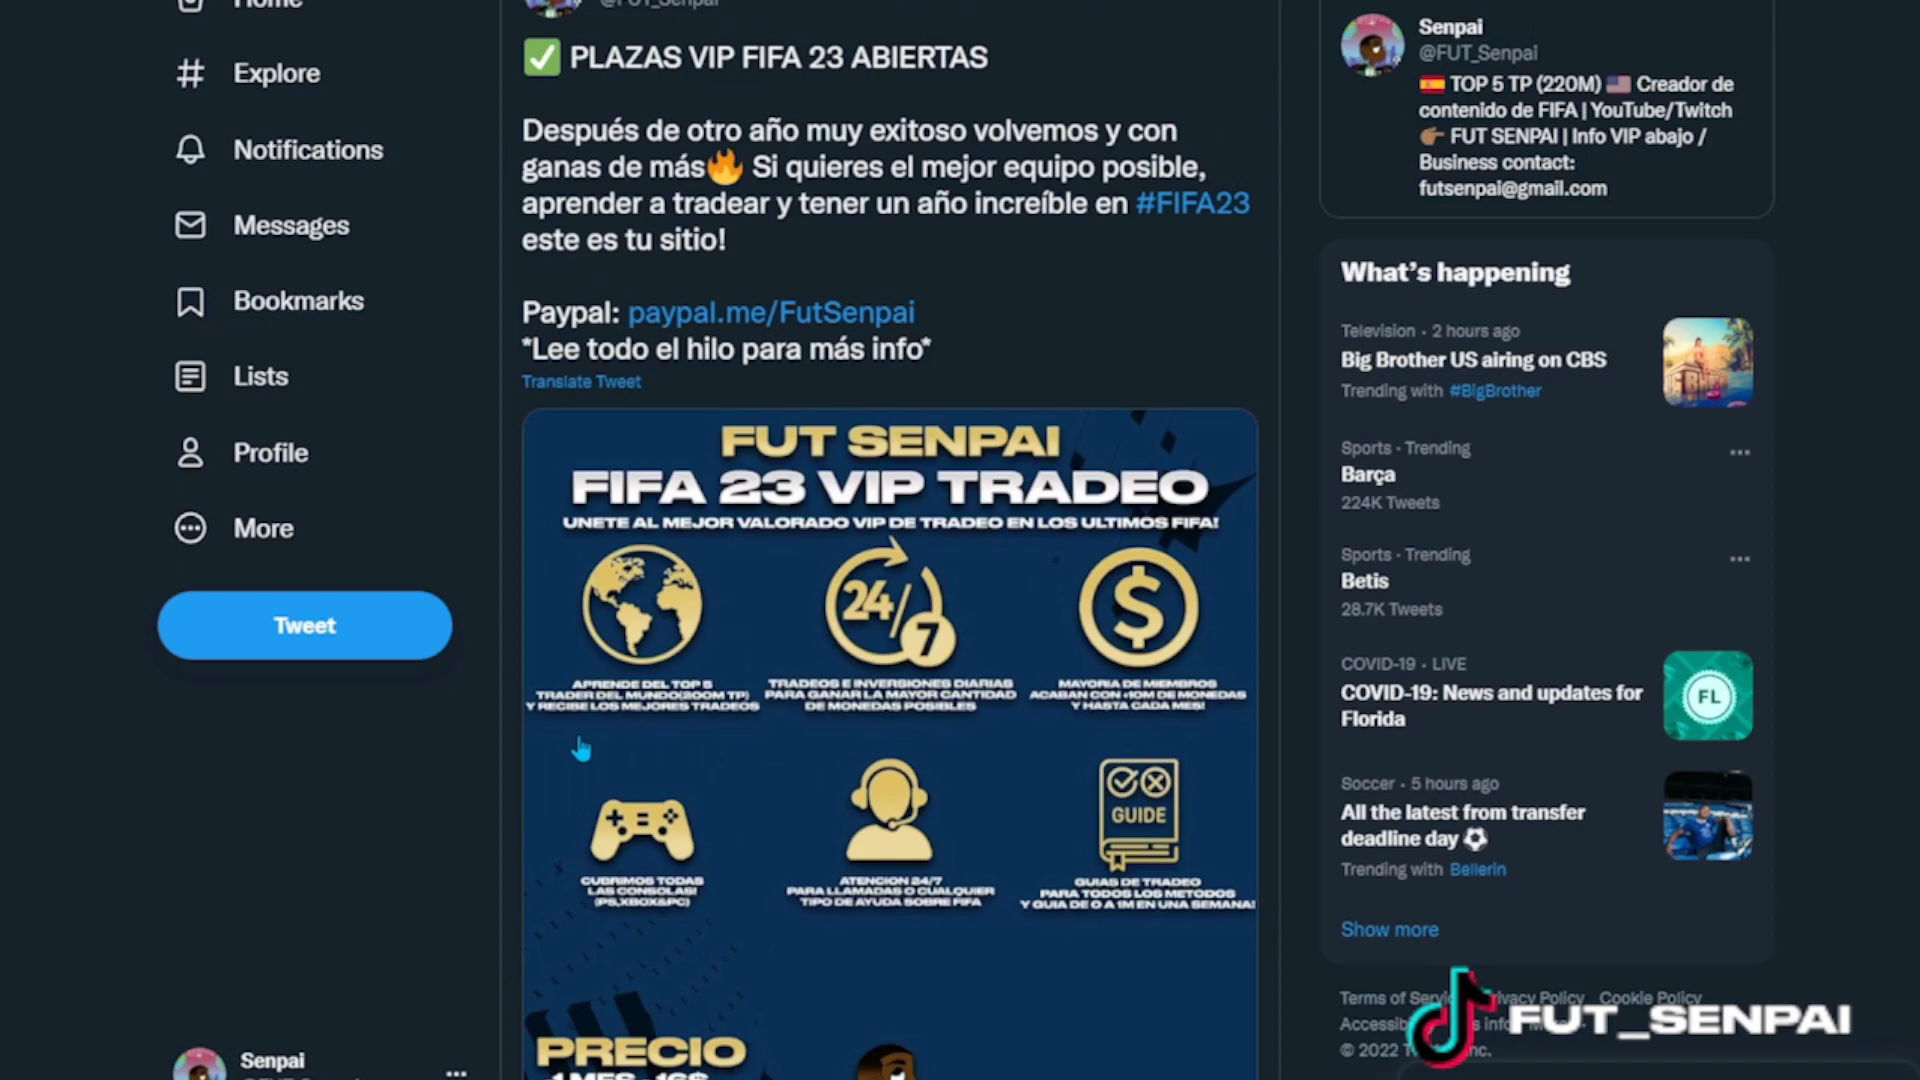 Home
Explore
Notifications
Messages
Bookmarks
Lists
Profile
More
Tweet
Senpai
@FUT_Senpai
PLAZAS VIP FIFA 23 ABIERTAS
Después de otro año muy exitoso volvemos y con
ganas de más🔥 Si quieres el mejor equipo posible,
aprender a tradear y tener un año increíble en #FIFA23
este es tu sitio!
Paypal: paypal.me/FutSenpai
*Lee todo el hilo para más info*
Translate Tweet
FUT SENPAI
FIFA 23 VIP TRADEO
UNETE AL MEJOR VALORADO VIP DE TRADEO EN LOS ULTIMOS FIFA!
24/7
$
APRENDE DEL TOP 5
TRADER DEL MUNDO(200M TP)
Y RECIBE LOS MEJORES TRADEOS
TRADEOS E INVERSIONES DIARIAS
PARA GANAR LA MAYOR CANTIDAD
DE MONEDAS POSIBLES
MAYORIA DE MIEMBROS
ACABAN CON +10M DE MONEDAS
Y HASTA CADA MES!
GUIDE
CUBRIMOS TODAS
LAS CONSOLAS!
(PS,XBOX&PC)
ATENCION 24/7
PARA LLAMADAS O CUALQUIER
TIPO DE AYUDA SOBRE FIFA
GUIAS DE TRADEO
PARA TODOS LOS METODOS
Y GUIA DE 0 A 1M EN UNA SEMANA!
PRECIO
1 MES - 16$
Senpai
@FUT_Senpai
🇪🇸 TOP 5 TP (220M) 🇺🇸 Creador de
contenido de FIFA | YouTube/Twitch
👉🏾 FUT SENPAI | Info VIP abajo /
Business contact:
futsenpai@gmail.com
What's happening
Television · 2 hours ago
Big Brother US airing on CBS
Trending with #BigBrother
Sports · Trending
Barça
224K Tweets
Sports · Trending
Betis
28.7K Tweets
COVID-19 · LIVE
COVID-19: News and updates for
Florida
FL
Soccer · 5 hours ago
All the latest from transfer
deadline day ⚽
Trending with Bellerin
Show more
Terms of Privacy Policy Cookie Policy
© 2022 Inc.
FUT_SENPAI